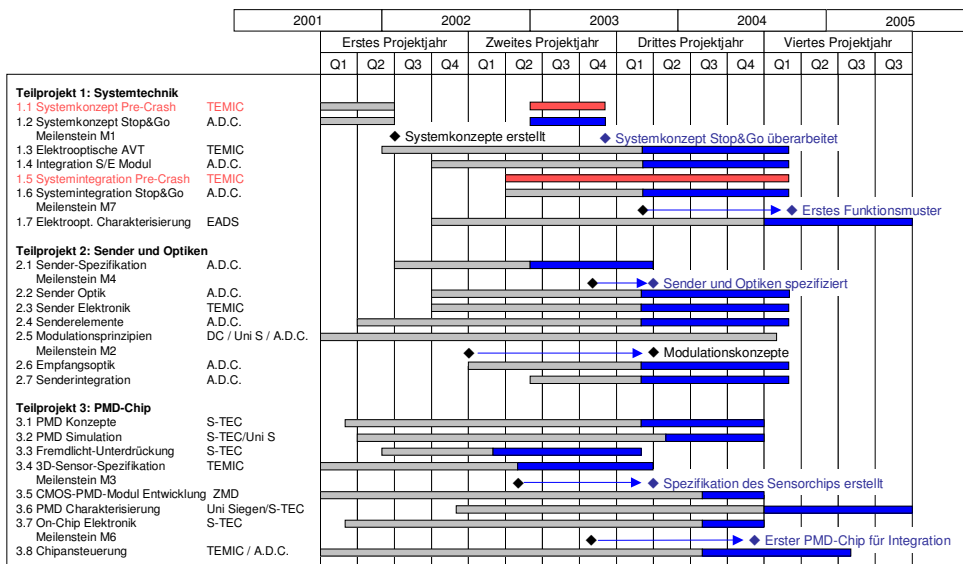 2001 2002 2003 2004 2005
Erstes Projektjahr Zweites Projektjahr Drittes Projektjahr Viertes Projektjahr
Q1 Q2 Q3 Q4 Q1 Q2 Q3 Q4 Q1 Q2 Q3 Q4 Q1 Q2 Q3 Q3
Teilprojekt 1: Systemtechnik
1.1 Systemkonzept Pre-Crash TEMIC
1.2 Systemkonzept Stop&Go A.D.C.
Meilenstein M1 Systemkonzepte erstellt Systemkonzept Stop&Go überarbeitet
1.3 Elektrooptische AVT TEMIC
1.4 Integration S/E Modul A.D.C.
1.5 Systemintegration Pre-Crash TEMIC
1.6 Systemintegration Stop&Go A.D.C.
Meilenstein M7 Erstes Funktionsmuster
1.7 Elektroopt. Charakterisierung EADS
Teilprojekt 2: Sender und Optiken
2.1 Sender-Spezifikation A.D.C.
Meilenstein M4 Sender und Optiken spezifiziert
2.2 Sender Optik A.D.C.
2.3 Sender Elektronik TEMIC
2.4 Senderelemente A.D.C.
2.5 Modulationsprinzipien DC / Uni S / A.D.C.
Meilenstein M2 Modulationskonzepte
2.6 Empfangsoptik A.D.C.
2.7 Senderintegration A.D.C.
Teilprojekt 3: PMD-Chip
3.1 PMD Konzepte S-TEC
3.2 PMD Simulation S-TEC/Uni S
3.3 Fremdlicht-Unterdrückung S-TEC
3.4 3D-Sensor-Spezifikation TEMIC
Meilenstein M3 Spezifikation des Sensorchips erstellt
3.5 CMOS-PMD-Modul Entwicklung ZMD
3.6 PMD Charakterisierung Uni Siegen/S-TEC
3.7 On-Chip Elektronik S-TEC
Meilenstein M6 Erster PMD-Chip für Integration
3.8 Chipansteuerung TEMIC / A.D.C.